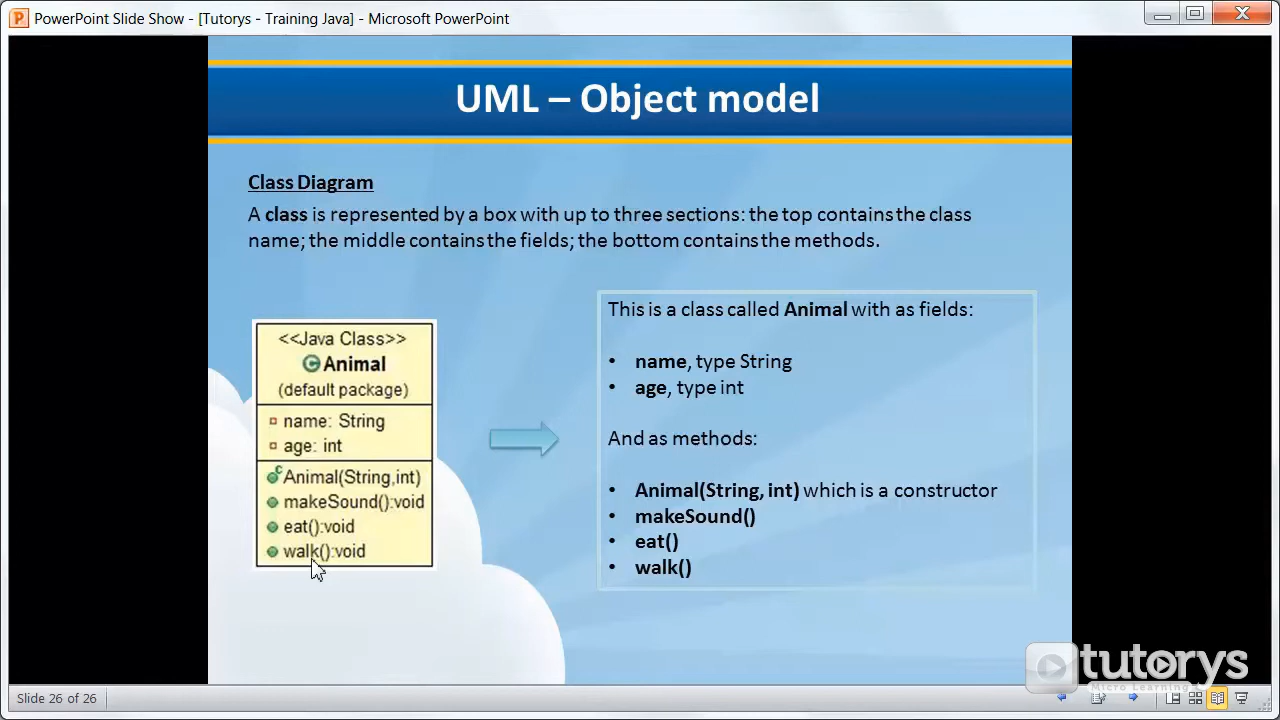 PowerPoint Slide Show - [Tutorys - Training Java] - Microsoft PowerPoint
UML – Object model
Class Diagram
A class is represented by a box with up to three sections: the top contains the class
name; the middle contains the fields; the bottom contains the methods.
<<Java Class>>
C Animal
(default package)
name: String
age: int
C Animal(String,int)
makeSound():void
eat():void
walk():void
This is a class called Animal with as fields:
• name, type String
• age, type int
And as methods:
• Animal(String, int) which is a constructor
• makeSound()
• eat()
• walk()
tutorys
Micro Learning
Slide 26 of 26